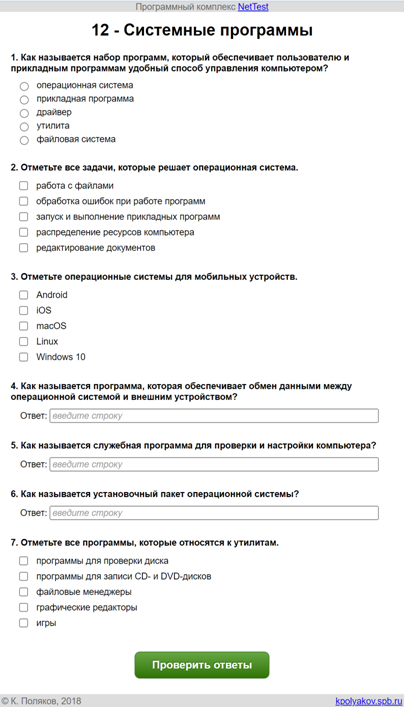 Программный комплекс NetTest
12 - Системные программы
1. Как называется набор программ, который обеспечивает пользователю и
прикладным программам удобный способ управления компьютером?
операционная система
прикладная программа
драйвер
утилита
файловая система
2. Отметьте все задачи, которые решает операционная система.
работа с файлами
обработка ошибок при работе программ
запуск и выполнение прикладных программ
распределение ресурсов компьютера
редактирование документов
3. Отметьте операционные системы для мобильных устройств.
Android
iOS
macOS
Linux
Windows 10
4. Как называется программа, которая обеспечивает обмен данными между
операционной системой и внешним устройством?
Ответ: введите строку
5. Как называется служебная программа для проверки и настройки компьютера?
Ответ: введите строку
6. Как называется установочный пакет операционной системы?
Ответ: введите строку
7. Отметьте все программы, которые относятся к утилитам.
программы для проверки диска
программы для записи CD- и DVD-дисков
файловые менеджеры
графические редакторы
игры
Проверить ответы
© К. Поляков, 2018 kpolyakov.spb.ru